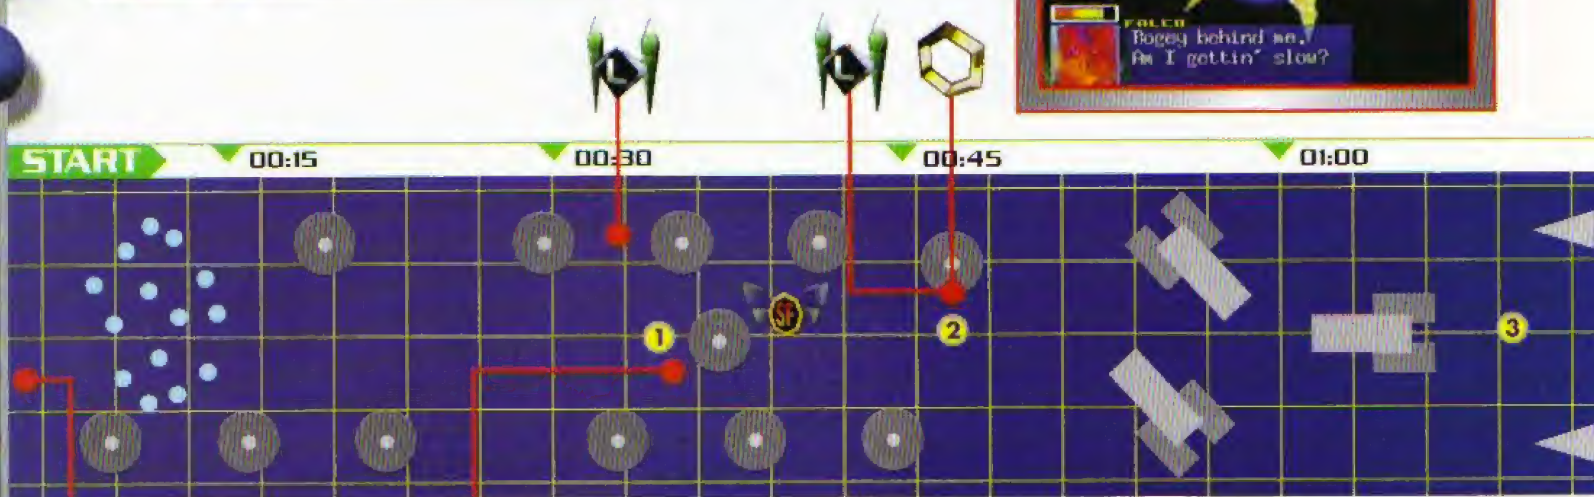 FALCO
Bogey behind me.
Am I gettin' slow?
L
L
START
00:15
00:30
00:45
01:00
SF
1
2
3